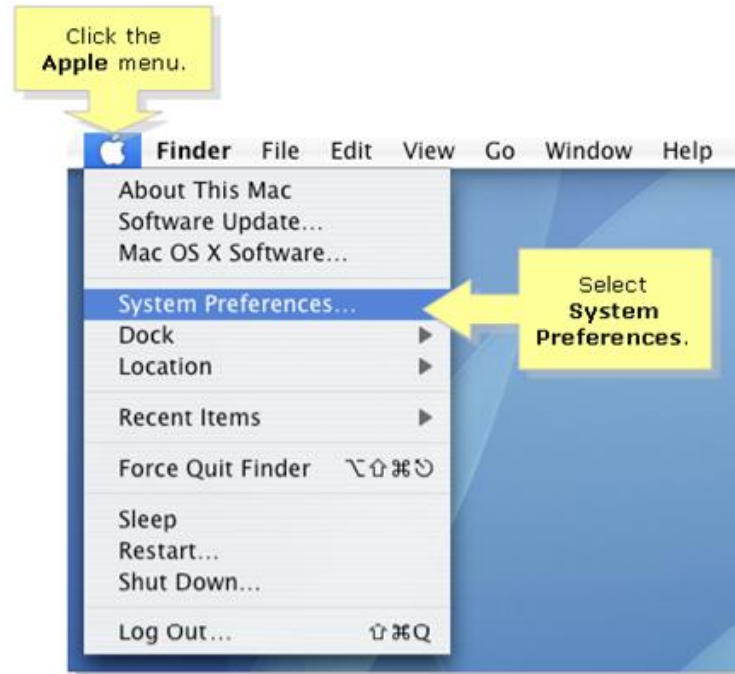 Click the
Apple menu.
Finder File Edit View Go Window Help
About This Mac
Software Update...
Mac OS X Software...
System Preferences...
Select
System
Preferences.
Dock
Location
Recent Items
Force Quit Finder ⌥⇧⌘⎋
Sleep
Restart...
Shut Down...
Log Out... ⇧⌘Q